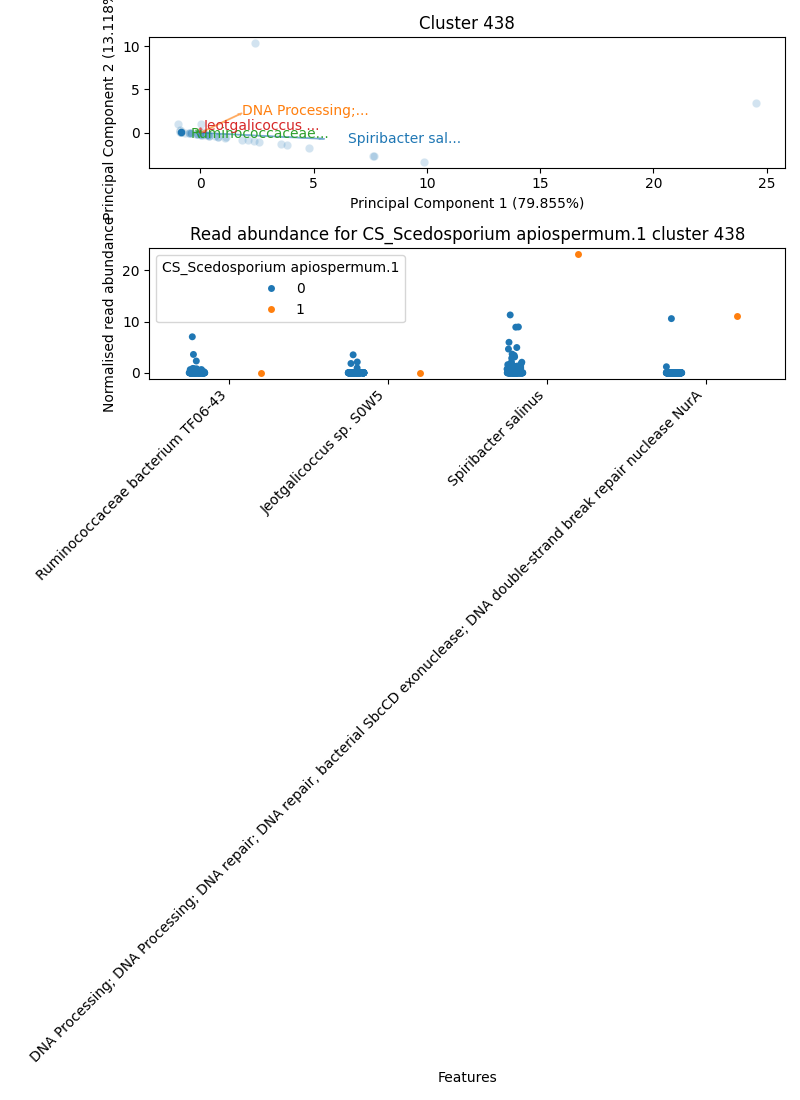 Cluster 438
Principal Component 2 (13.118%
10
5
0
DNA Processing;...
Jeotgalicoccus ...
Ruminococcaceae...
Spiribacter sal...
0
5
10
15
20
25
Principal Component 1 (79.855%)
Read abundance for CS_Scedosporium apiospermum.1 cluster 438
Normalised read abundance
20
10
0
CS_Scedosporium apiospermum.1
0
1
Ruminococcaceae bacterium TF06-43
Jeotgalicoccus sp. S0W5
Spiribacter salinus
DNA Processing; DNA Processing; DNA repair; DNA repair, bacterial SbcCD exonuclease; DNA double-strand break repair nuclease NurA
Features